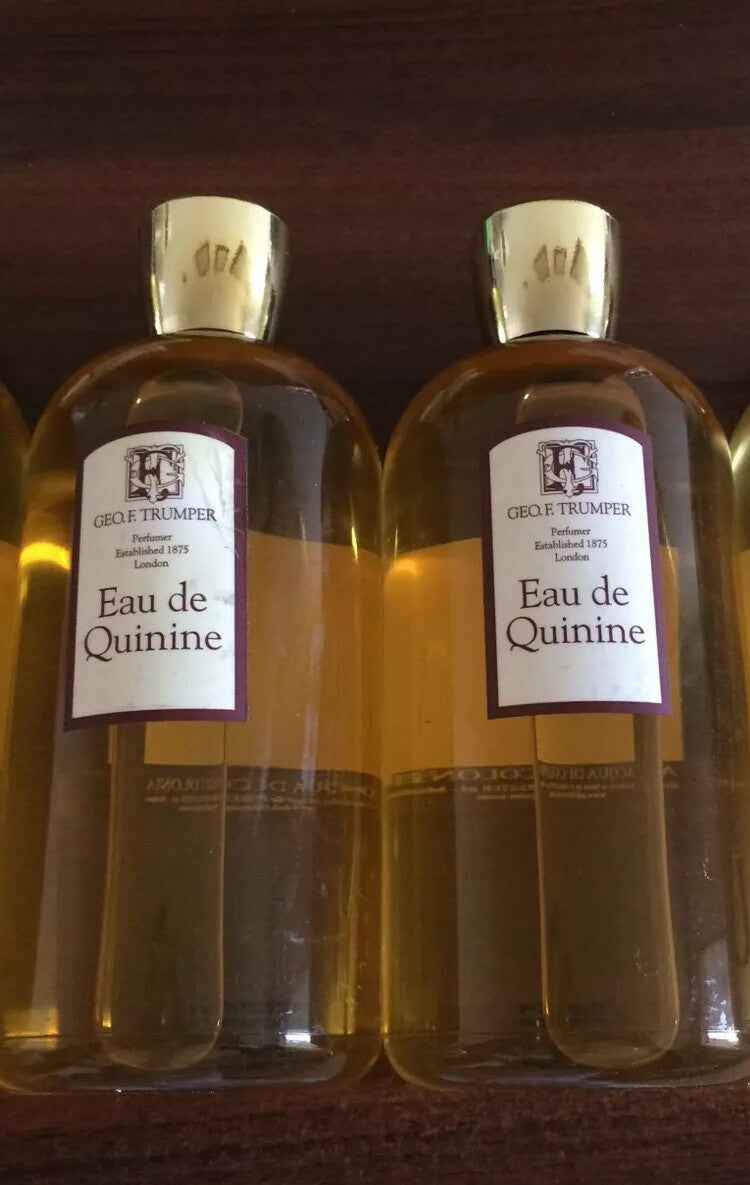 GEO. F. TRUMPER
Perfumer
Established 1875
London
Eau de
Quinine
GEO. F. TRUMPER
Perfumer
Established 1875
London
Eau de
Quinine